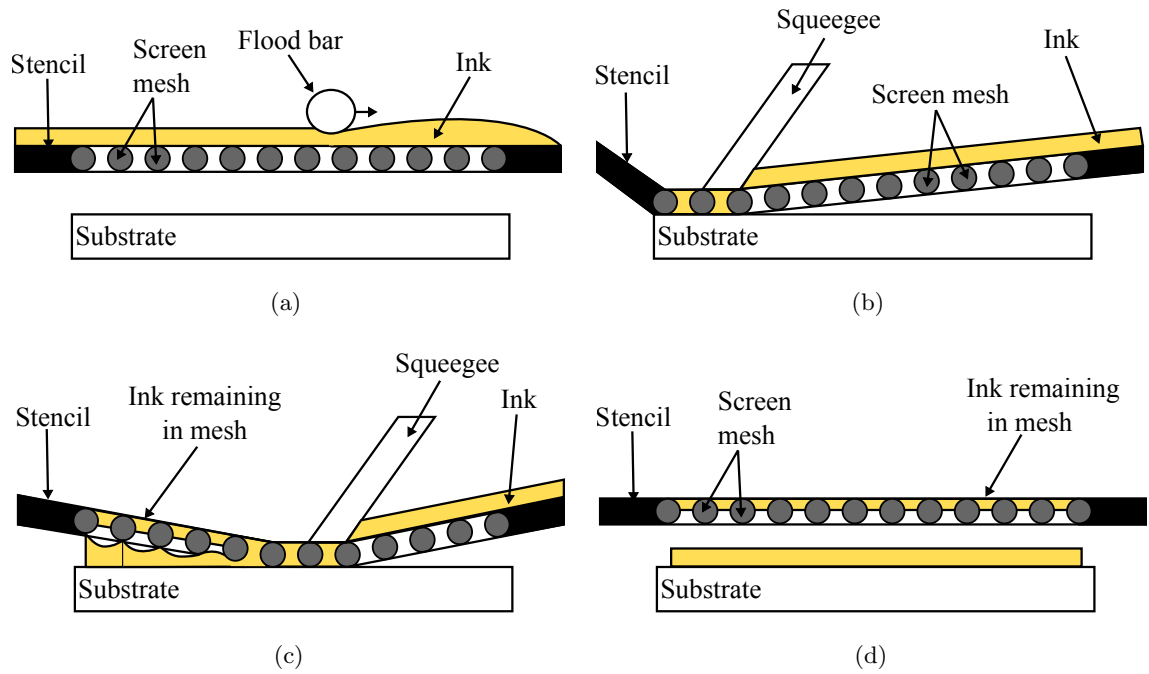 Flood bar
Stencil
Screen
mesh
Ink
Substrate
(a)
Squeegee
Ink
Stencil
Screen mesh
Substrate
(b)
Squeegee
Ink remaining
in mesh
Ink
Stencil
Substrate
(c)
Stencil
Screen
mesh
Ink remaining
in mesh
Substrate
(d)